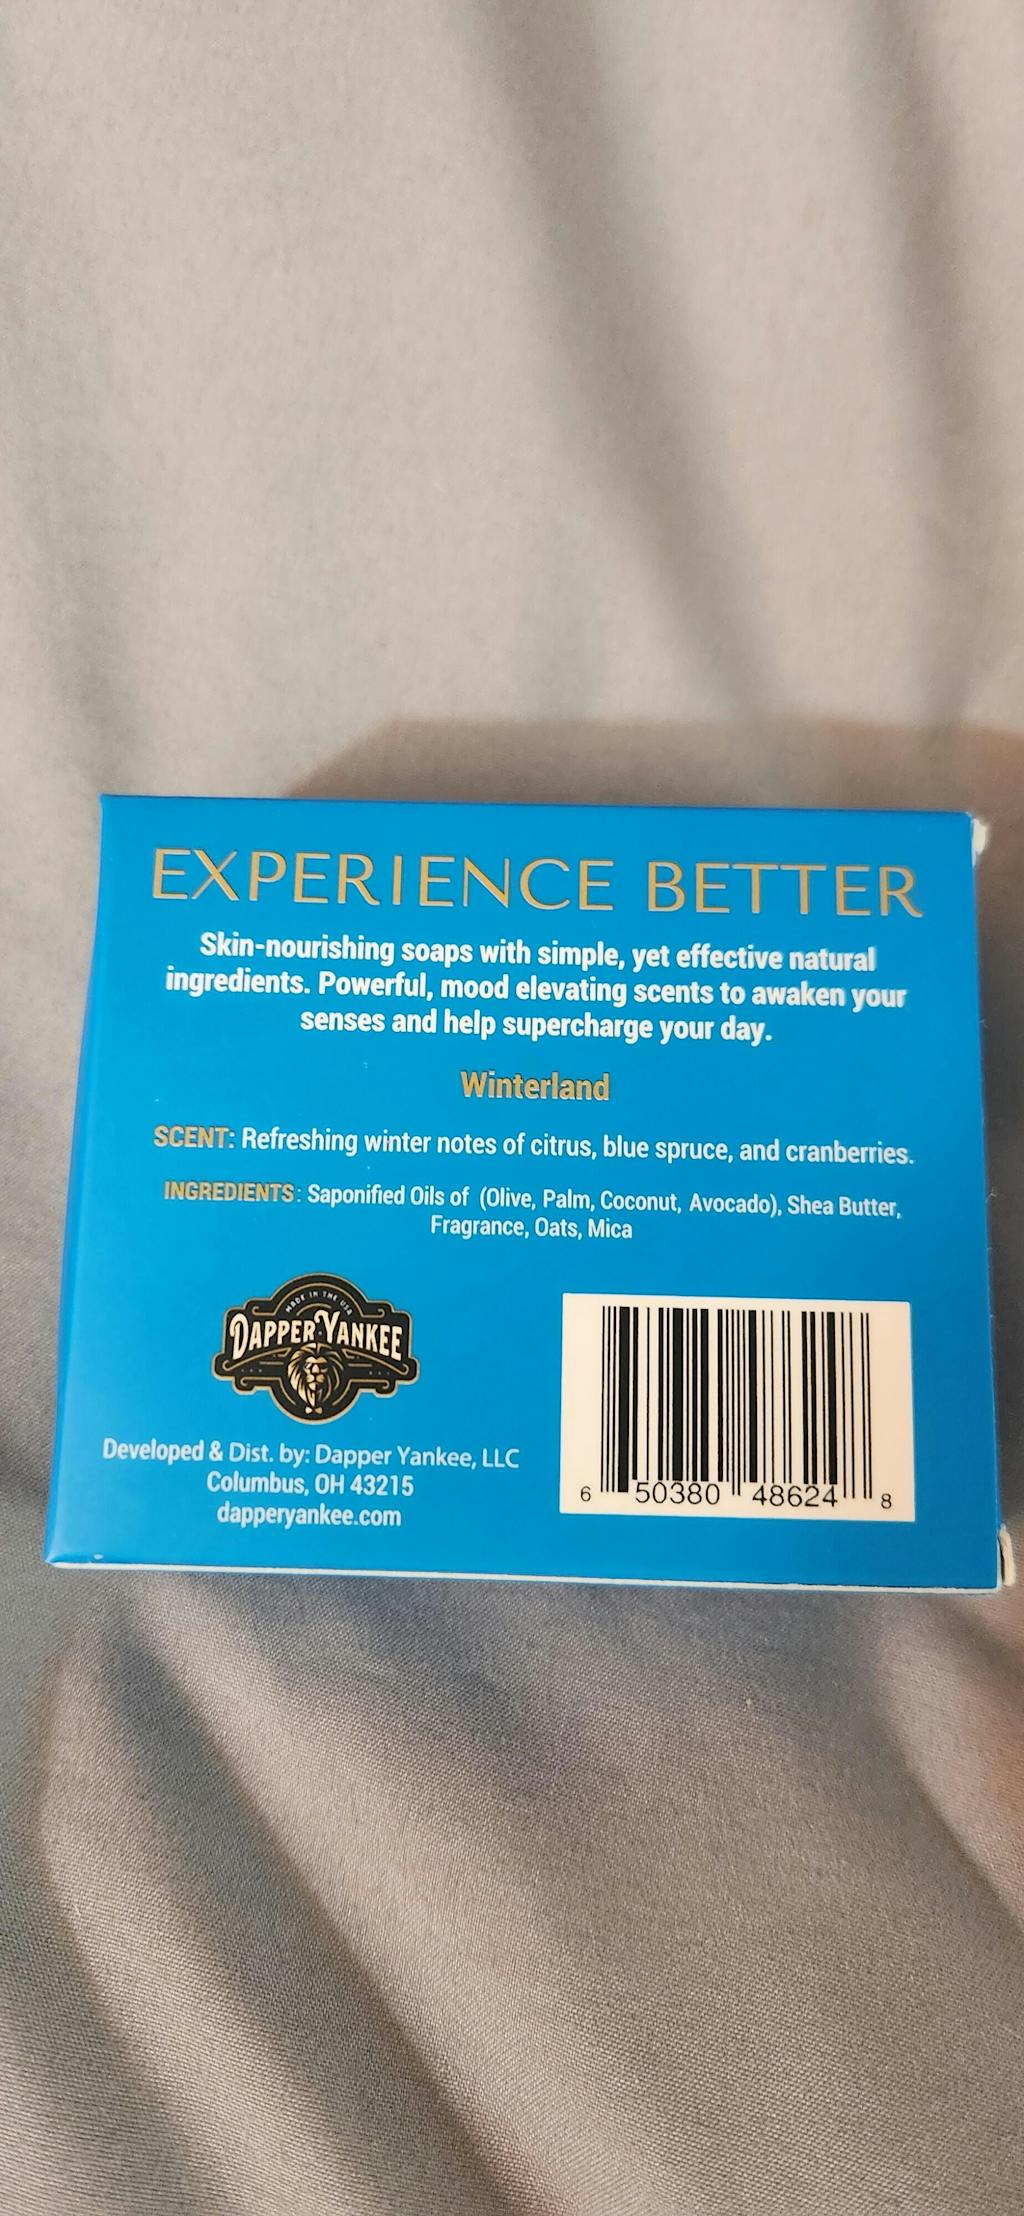 EXPERIENCE BETTER
Skin-nourishing soaps with simple, yet effective natural
ingredients. Powerful, mood elevating scents to awaken your
senses and help supercharge your day.
Winterland
SCENT: Refreshing winter notes of citrus, blue spruce, and cranberries.
INGREDIENTS: Saponified Oils of (Olive, Palm, Coconut, Avocado), Shea Butter,
Fragrance, Oats, Mica
MADE IN THE USA
DAPPER YANKEE
Developed & Dist. by: Dapper Yankee, LLC
Columbus, OH 43215
dapperyankee.com
6 50380 48624 8